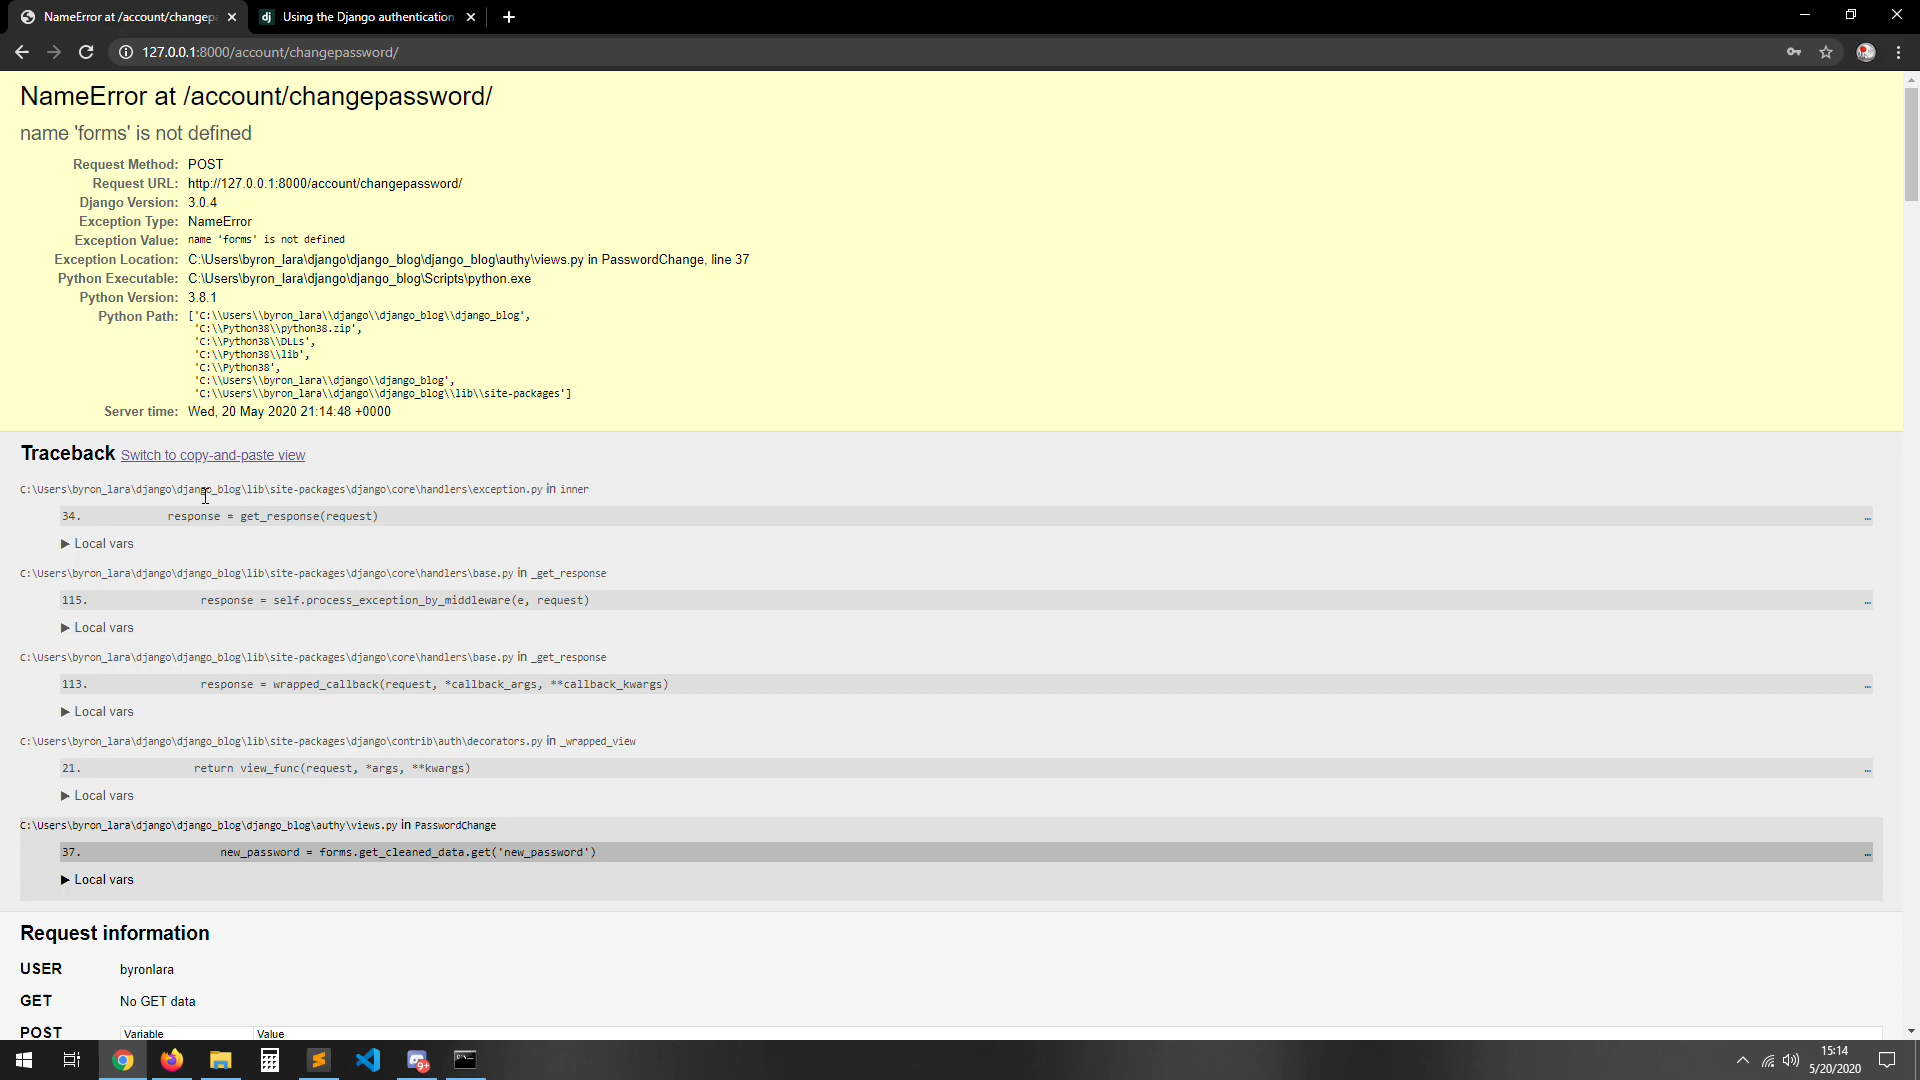 NameError at /account/changepa
Using the Django authentication
127.0.0.1:8000/account/changepassword/
NameError at /account/changepassword/
name 'forms' is not defined
Request Method: POST
Request URL: http://127.0.0.1:8000/account/changepassword/
Django Version: 3.0.4
Exception Type: NameError
Exception Value: name 'forms' is not defined
Exception Location: C:\Users\byron_lara\django\django_blog\django_blog\authy\views.py in PasswordChange, line 37
Python Executable: C:\Users\byron_lara\django\django_blog\Scripts\python.exe
Python Version: 3.8.1
Python Path: ['C:\\Users\\byron_lara\\django\\django_blog\\django_blog',
'C:\\Python38\\python38.zip',
'C:\\Python38\\DLLs',
'C:\\Python38\\lib',
'C:\\Python38',
'C:\\Users\\byron_lara\\django\\django_blog',
'C:\\Users\\byron_lara\\django\\django_blog\\lib\\site-packages']
Server time: Wed, 20 May 2020 21:14:48 +0000
Traceback Switch to copy-and-paste view
C:\Users\byron_lara\django\django_blog\lib\site-packages\django\core\handlers\exception.py in inner
34. response = get_response(request) …
▶ Local vars
C:\Users\byron_lara\django\django_blog\lib\site-packages\django\core\handlers\base.py in _get_response
115. response = self.process_exception_by_middleware(e, request) …
▶ Local vars
C:\Users\byron_lara\django\django_blog\lib\site-packages\django\core\handlers\base.py in _get_response
113. response = wrapped_callback(request, *callback_args, **callback_kwargs) …
▶ Local vars
C:\Users\byron_lara\django\django_blog\lib\site-packages\django\contrib\auth\decorators.py in _wrapped_view
21. return view_func(request, *args, **kwargs) …
▶ Local vars
C:\Users\byron_lara\django\django_blog\django_blog\authy\views.py in PasswordChange
37. new_password = forms.get_cleaned_data.get('new_password') …
▶ Local vars
Request information
USER byronlara
GET No GET data
POST Variable Value
9+
15:14
5/20/2020